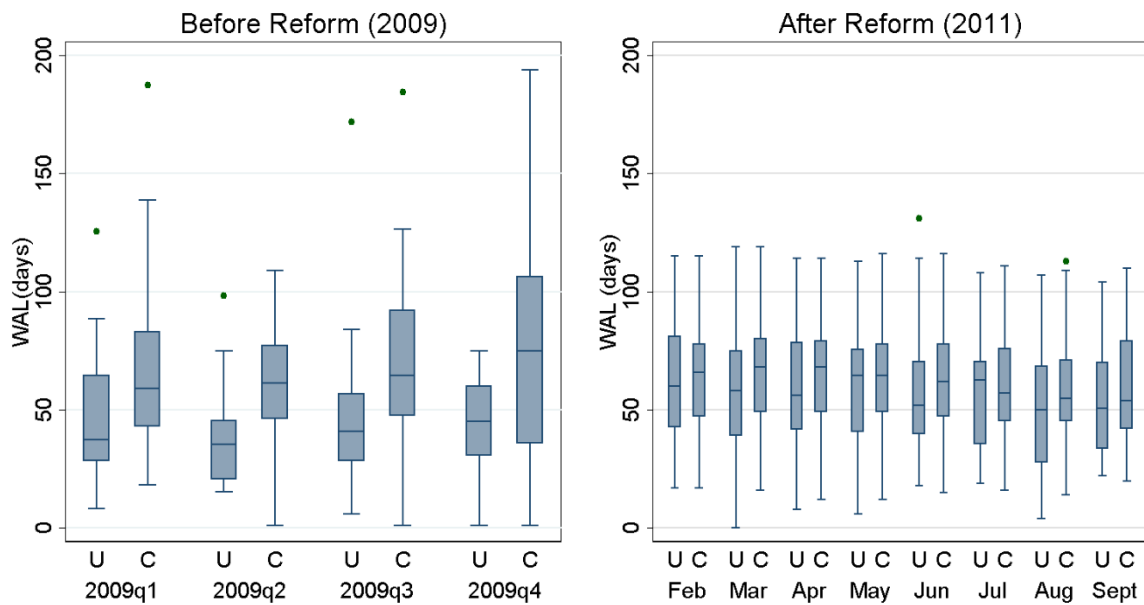 Before Reform (2009)
WAL(days)
200
150
100
50
0
U C U C U C U C
2009q1 2009q2 2009q3 2009q4
After Reform (2011)
WAL (days)
200
150
100
50
0
U C U C U C U C U C U C U C U C
Feb Mar Apr May Jun Jul Aug Sept